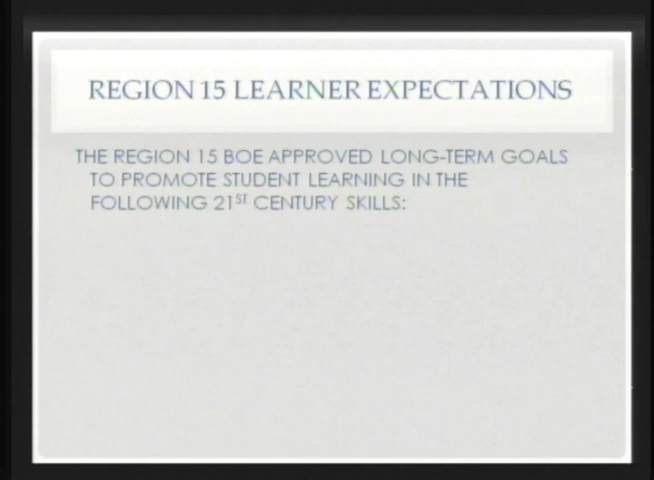 REGION 15 LEARNER EXPECTATIONS
THE REGION 15 BOE APPROVED LONG-TERM GOALS
TO PROMOTE STUDENT LEARNING IN THE
FOLLOWING 21ST CENTURY SKILLS: